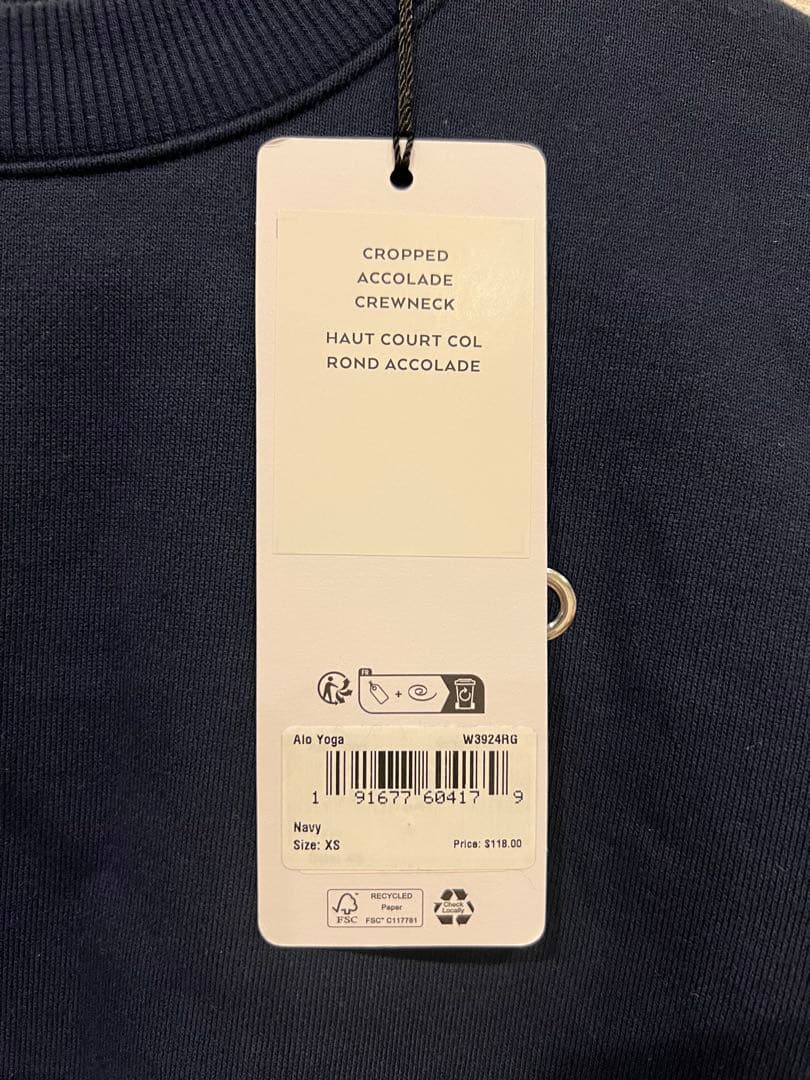 CROPPED
ACCOLADE
CREWNECK
HAUT COURT COL
ROND ACCOLADE
FR
+
Alo Yoga W3924RG
1 91677 60417 9
Navy
Size: XS Price: $118.00
FSC
RECYCLED
Paper
FSC® C117781
Check
Locally